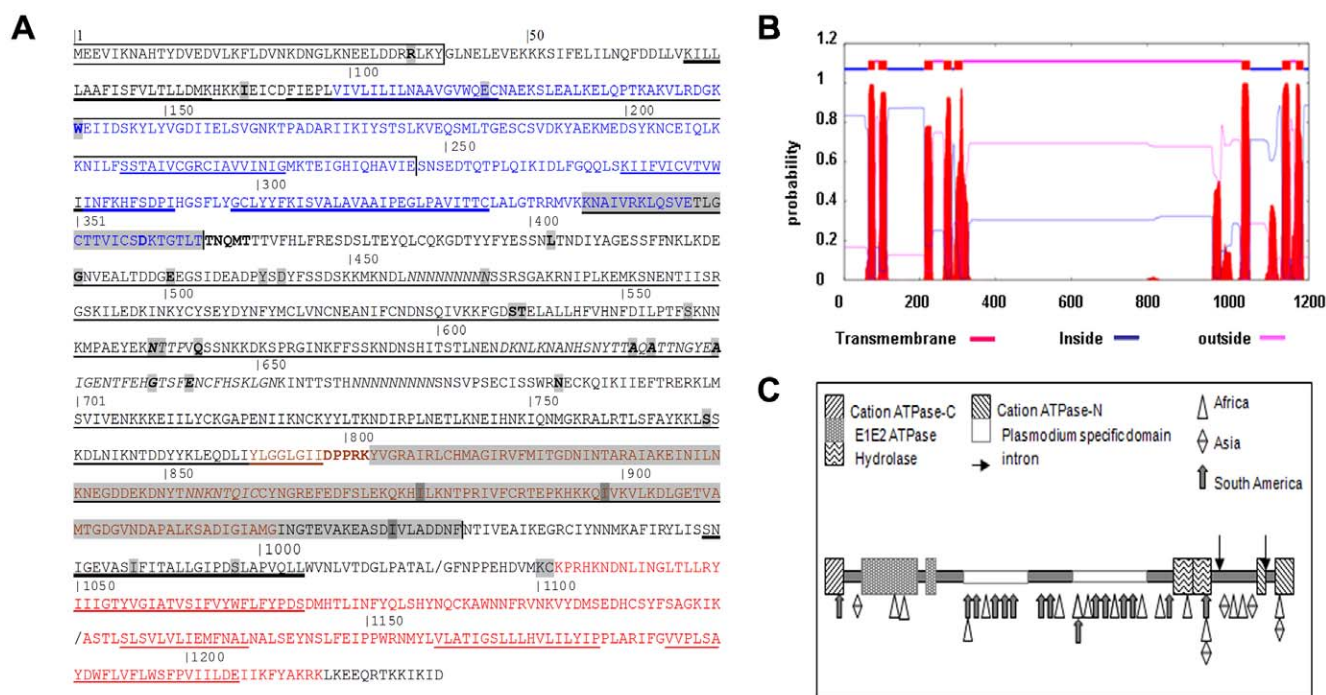 A
|1 |50
MEEVIKNAHTYDVEDVLKFLDVNKDNGLKNEELDDRRLKYGLNELEVEKKKSIFELILNQFDDLLVKILL
|100
LAAFISFVLTLLDMKHKKIEICDFIEPLVIVLILILNAAVGVWQECNAEKSLEALKELQPTKAKVLRDGK
|150 |200
WEIIDSKYLYVGDIIELSVGNKTPADARIIKIYSTSLKVEQSMLTGESCSVDKYAEKMEDSYKNCEIQLK
|250
KNILFSSTAIVCGRCIAVVINIGMKTEIGHIQHAVIESNSEDTQTPLQIKIDLFGQQLSKIIFVICVTVW
|300
IINFKHFSDPIHGSFLYGCLYYFKISVALAVAAIPEGLPAVITTCLALGTRRMVKKNAIVRKLQSVETLG
|351 |400
CTTVICSDKTGTLTTNQMTTTVFHLFRESDSLTEYQLCQKGDTYYFYESSNLTNDIYAGESSFFNKLKDE
|450
GNVEALTDDGEEGSIDEADPYSDYFSSDSKKMKNDLNNNNNNNNNSSRSGAKRNIPLKEMKSNENTIISR
|500 |550
GSKILEDKINKYCYSEYDYNFYMCLVNCNEANIFCNDNSQIVKKFGDSTELALLHFVHNFDILPTFSKNN
|600
KMPAEYEKNTTFVQSSNKKDKSPRGINKFFSSKNDNSHITSTLNENDKNLKNANHSNYTTAQATTNGYEA
|650
IGENTFEHGTSFENCFHSKLGNKINTTSTHNNNNNNNNNSNSVPSECISSWRNECKQIKIIEFTRERKLM
|701 |750
SVIVENKKKEIILYCKGAPENIIKNCKYYLTKNDIRPLNETLKNEIHNKIQNMGKRALRTLSFAYKKLSS
|800
KDLNIKNTDDYYKLEQDLIYLGGLGIIDPPRKYVGRAIRLCHMAGIRVFMITGDNINTARAIAKEINILN
|850 |900
KNEGDDEKDNYTNNKNTQICCYNGREFEDFSLEKQKHILKNTPRIVFCRTEPKHKKQIVKVLKDLGETVA
MTGDGVNDAPALKSADIGIAMGINGTEVAKEASDIVLADDNFNTIVEAIKEGRCIYNNMKAFIRYLISSN
|1000
IGEVASIFITALLGIPDSLAPVQLLWVNLVTDGLPATAL/GFNPPEHDVMKCKPRHKNDNLINGLTLLRY
|1050 |1100
IIIGTYVGIATVSIFVYWFLFYPDSDMHTLINFYQLSHYNQCKAWNNFRVNKVYDMSEDHCSYFSAGKIK
|1150
/ASTLSLSVLVLIEMFNALNALSEYNSLFEIPPWRNMYLVLATIGSLLLHVLILYIPPLARIFGVVPLSA
|1200
YDWFLVFLWSFPVIILDEIIKFYAKRKLKEEQRTKKIKID
B
1.2
1
0.8
0.6
0.4
0.2
0
probability
0 200 400 600 800 1000 1200
Transmembrane Inside outside
C
Cation ATPase-C
E1E2 ATPase
Hydrolase
Cation ATPase-N
Plasmodium specific domain
intron
Africa
Asia
South America